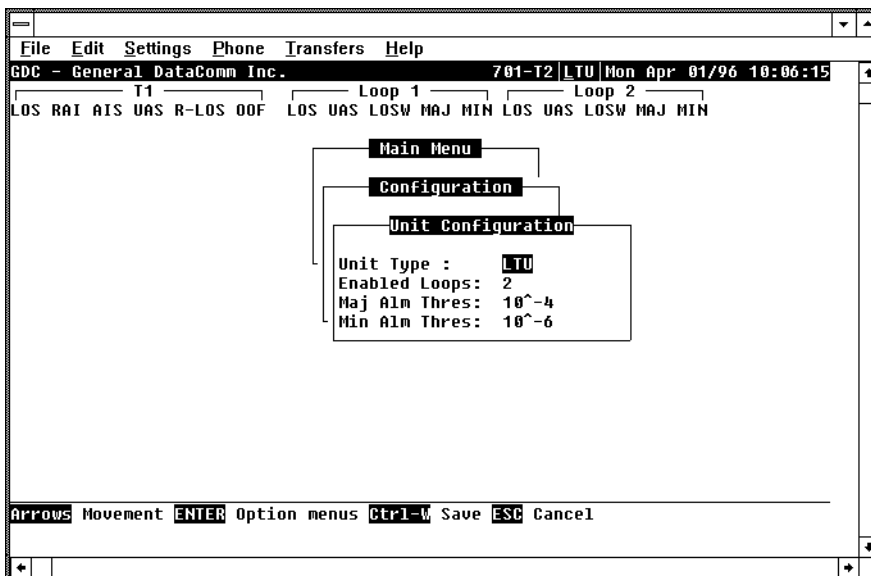 File Edit Settings Phone Transfers Help
GDC - General DataComm Inc. 701-T2 LTU Mon Apr 01/96 10:06:15
T1 Loop 1 Loop 2
LOS RAI AIS UAS R-LOS OOF LOS UAS LOSW MAJ MIN LOS UAS LOSW MAJ MIN
Main Menu
Configuration
Unit Configuration
Unit Type : LTU
Enabled Loops: 2
Maj Alm Thres: 10^-4
Min Alm Thres: 10^-6
Arrows Movement ENTER Option menus Ctrl-W Save ESC Cancel